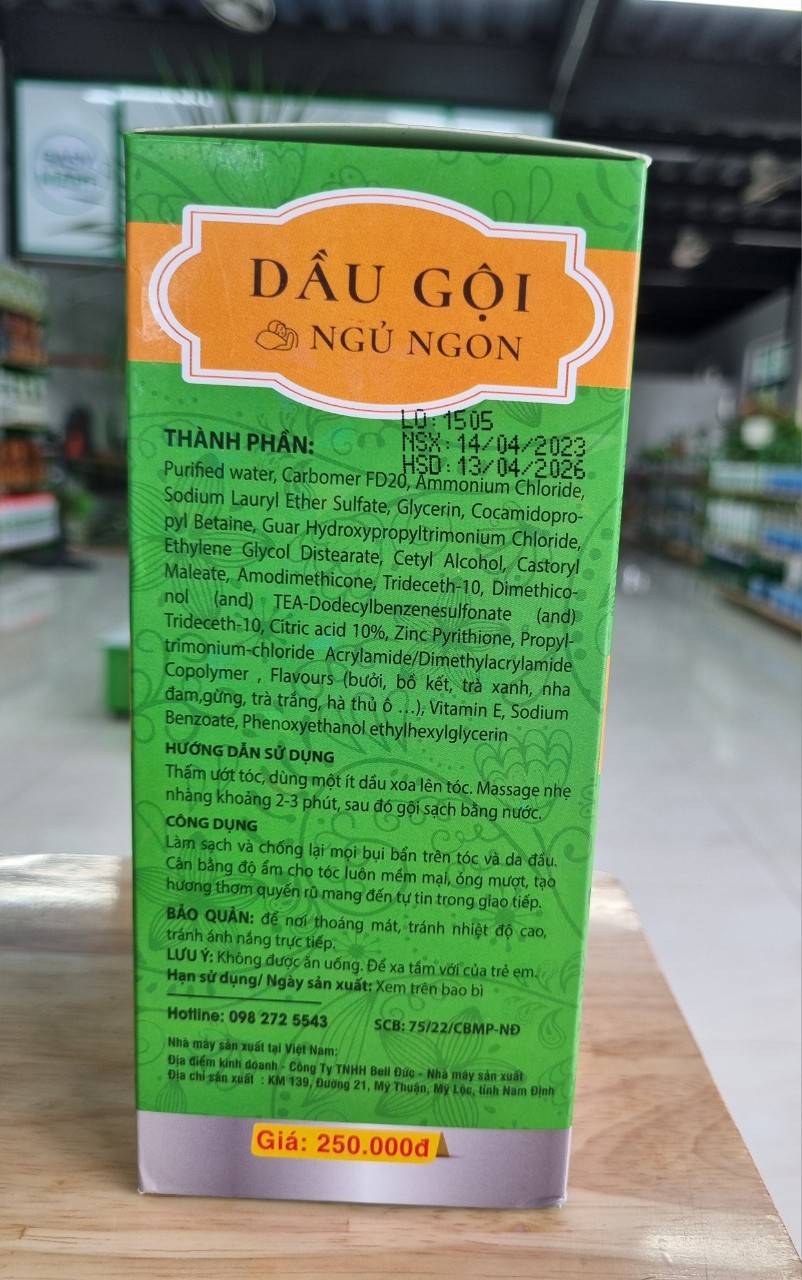 DẦU GỘI
NGỦ NGON
LÔ: 1505
NSX: 14/04/2023
HSD: 13/04/2026
THÀNH PHẦN:
Purified water, Carbomer FD20, Ammonium Chloride,
Sodium Lauryl Ether Sulfate, Glycerin, Cocamidopro-
pyl Betaine, Guar Hydroxypropyltrimonium Chloride,
Ethylene Glycol Distearate, Cetyl Alcohol, Castoryl
Maleate, Amodimethicone, Trideceth-10, Dimethico-
nol (and) TEA-Dodecylbenzenesulfonate (and)
Trideceth-10, Citric acid 10%, Zinc Pyrithione, Propyl-
trimonium-chloride Acrylamide/Dimethylacrylamide
Copolymer , Flavours (bưởi, bồ kết, trà xanh, nha
đam,gừng, trà trắng, hà thủ ô ...), Vitamin E, Sodium
Benzoate, Phenoxyethanol ethylhexylglycerin
HƯỚNG DẪN SỬ DỤNG
Thấm ướt tóc, dùng một ít dầu xoa lên tóc. Massage nhẹ
nhàng khoảng 2-3 phút, sau đó gội sạch bằng nước.
CÔNG DỤNG
Làm sạch và chống lại mọi bụi bẩn trên tóc và da đầu.
Cân bằng độ ẩm cho tóc luôn mềm mại, óng mượt, tạo
hương thơm quyến rũ mang đến tự tin trong giao tiếp.
BẢO QUẢN: để nơi thoáng mát, tránh nhiệt độ cao,
tránh ánh nắng trực tiếp.
LƯU Ý: Không được ăn uống. Để xa tầm với của trẻ em.
Hạn sử dụng/ Ngày sản xuất: Xem trên bao bì
Hotline: 098 272 5543 SCB: 75/22/CBMP-NĐ
Nhà máy sản xuất tại Việt Nam:
Địa điểm kinh doanh - Công Ty TNHH Bell Đức - Nhà máy sản xuất
Địa chỉ sản xuất : KM 139, Đường 21, Mỹ Thuận, Mỹ Lộc, tỉnh Nam Định
Giá: 250.000đ